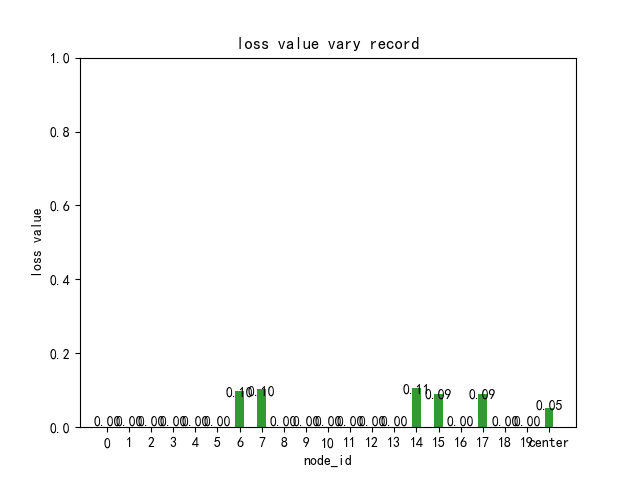 loss value vary record
1.0
0.8
0.6
0.4
0.2
0.0
loss value
0.00 0.00 0.00 0.00 0.00 0.00 0.10 0.10 0.00 0.00 0.00 0.00 0.00 0.00 0.11 0.09 0.00 0.09 0.00 0.00 0.05
0 1 2 3 4 5 6 7 8 9 10 11 12 13 14 15 16 17 18 19 center
node_id